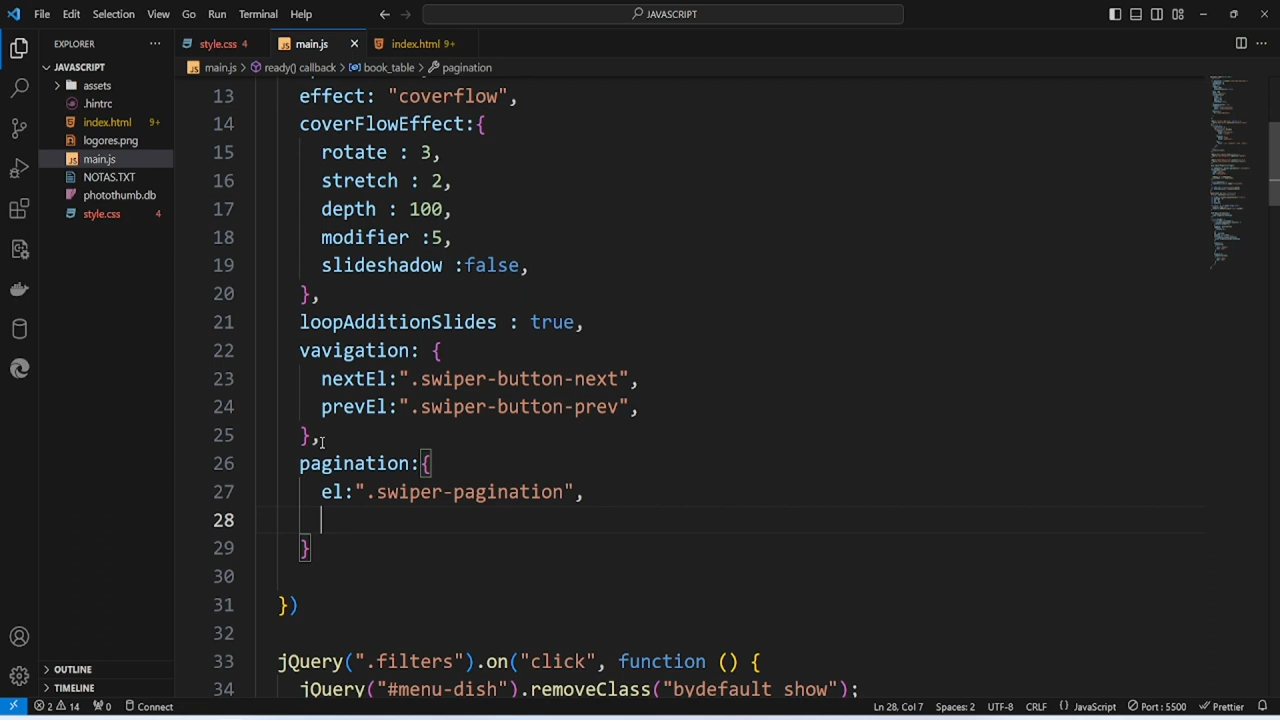 File Edit Selection View Go Run Terminal Help JAVASCRIPT
EXPLORER ... style.css 4 JS main.js index.html 9+
JAVASCRIPT JS main.js > ready() callback > book_table > pagination
assets
.hintrc
index.html 9+
logores.png
JS main.js
NOTAS.TXT
photothumb.db
style.css 4
13 effect: "coverflow",
14 coverFlowEffect:{
15 rotate : 3,
16 stretch : 2,
17 depth : 100,
18 modifier :5,
19 slideshadow :false,
20 },
21 loopAdditionSlides : true,
22 vavigation: {
23 nextEl:".swiper-button-next",
24 prevEl:".swiper-button-prev",
25 },
26 pagination:{
27 el:".swiper-pagination",
28
29 }
30
31 })
32
33 jQuery(".filters").on("click", function () {
34 jQuery("#menu-dish").removeClass("bydefault_show");
OUTLINE
TIMELINE
2 14 0 Connect Ln 28, Col 7 Spaces: 2 UTF-8 CRLF {} JavaScript Port : 5500 Prettier